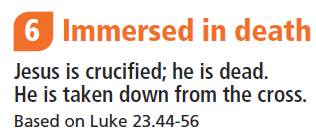 6 Immersed in death
Jesus is crucified; he is dead.
He is taken down from the cross.
Based on Luke 23.44-56